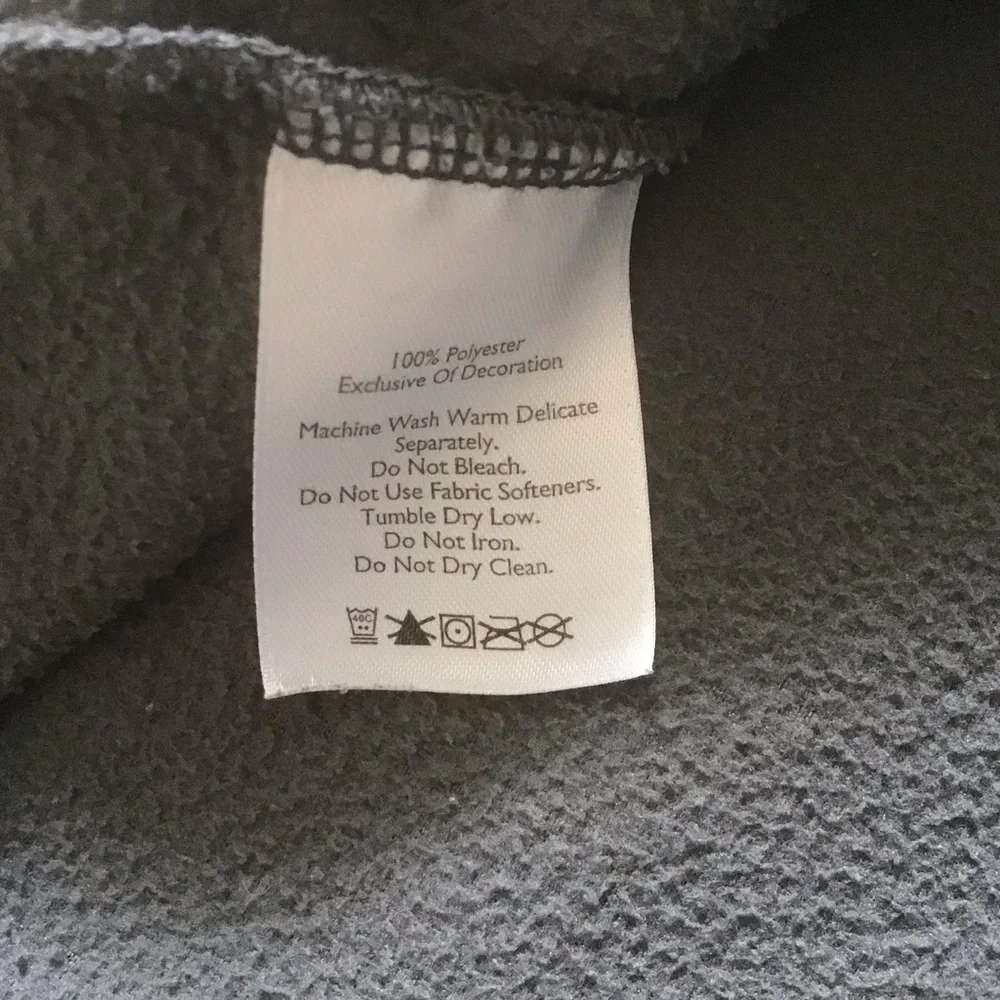 100% Polyester
Exclusive Of Decoration
Machine Wash Warm Delicate
Separately.
Do Not Bleach.
Do Not Use Fabric Softeners.
Tumble Dry Low.
Do Not Iron.
Do Not Dry Clean.
40C